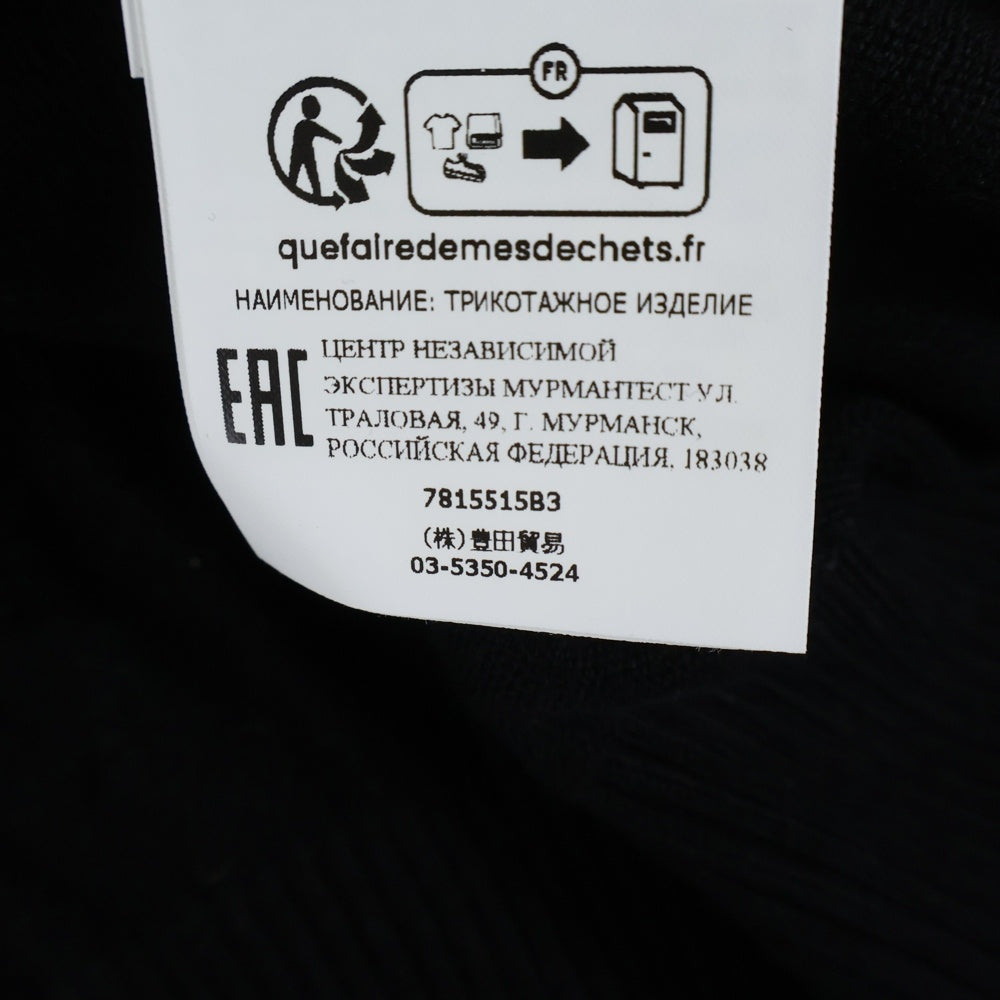 FR
quefairedemesdechets.fr
НАИМЕНОВАНИЕ: ТРИКОТАЖНОЕ ИЗДЕЛИЕ
EAC
ЦЕНТР НЕЗАВИСИМОЙ
ЭКСПЕРТИЗЫ МУРМАНТЕСТ УЛ.
ТРАЛОВАЯ, 49, Г. МУРМАНСК,
РОССИЙСКАЯ ФЕДЕРАЦИЯ, 183038
7815515B3
(株)豊田貿易
03-5350-4524